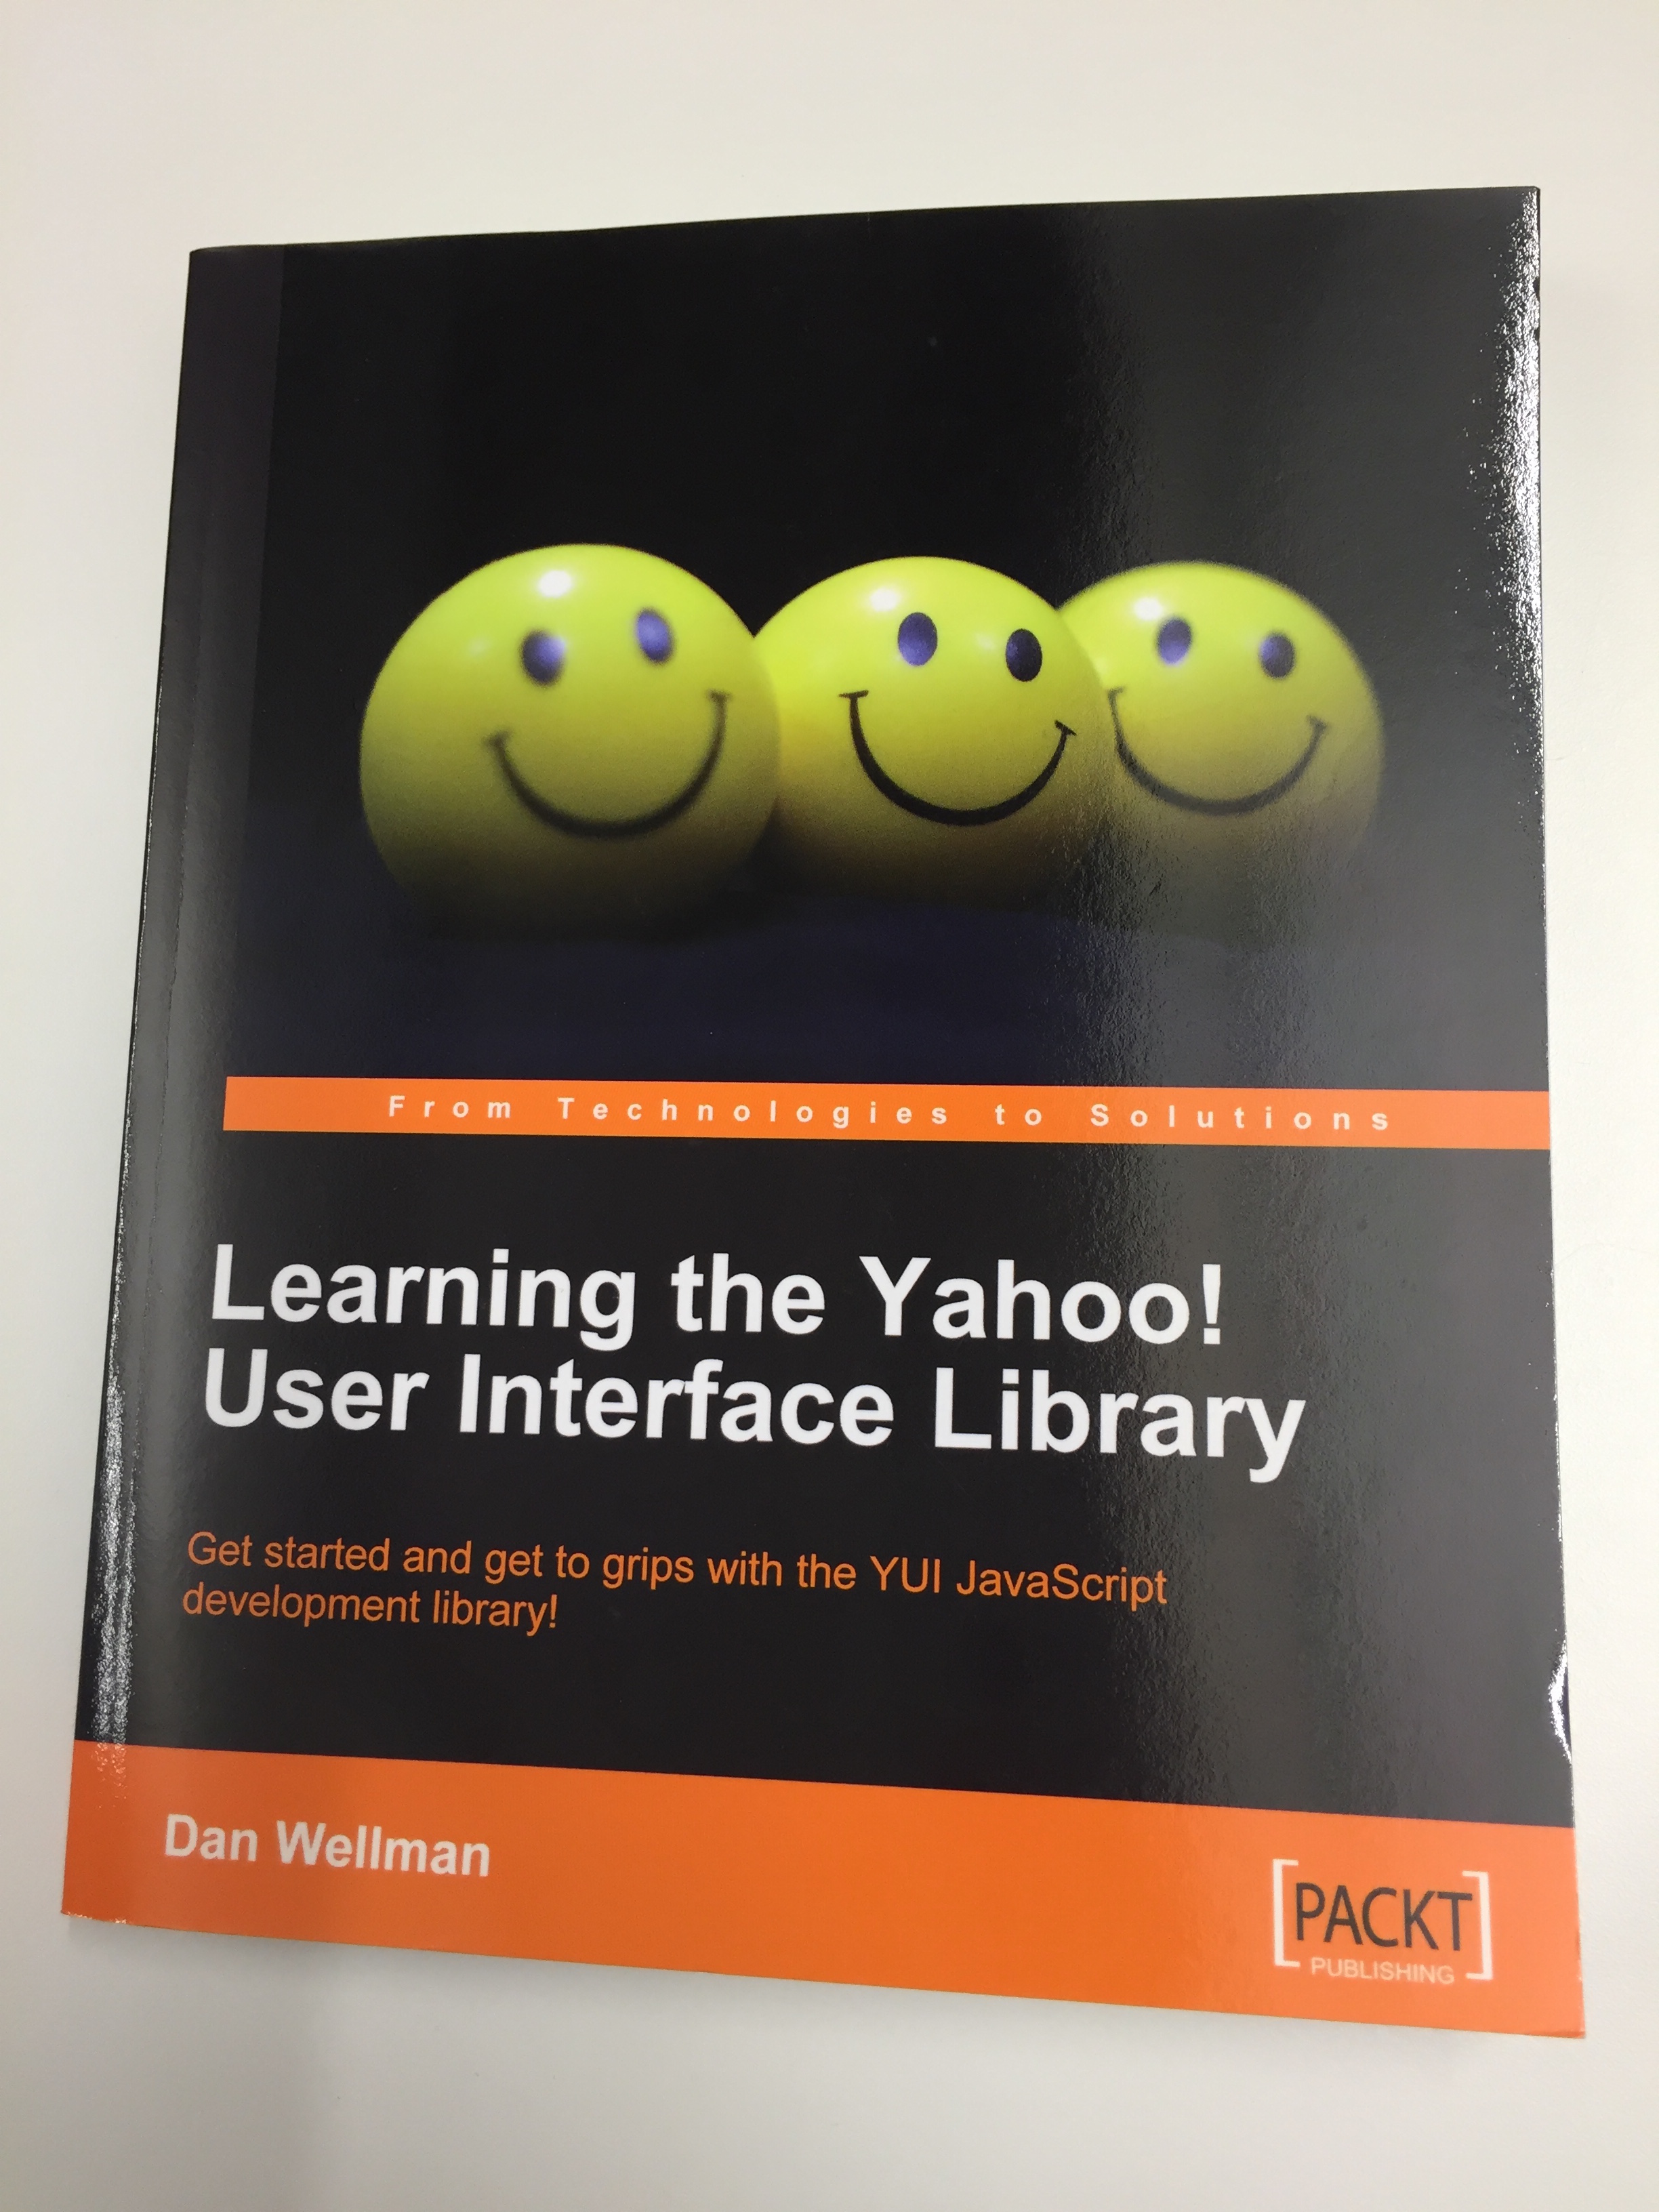 From Technologies to Solutions
Learning the Yahoo!
User Interface Library
Get started and get to grips with the YUI JavaScript
development library!
Dan Wellman
[PACKT]
PUBLISHING